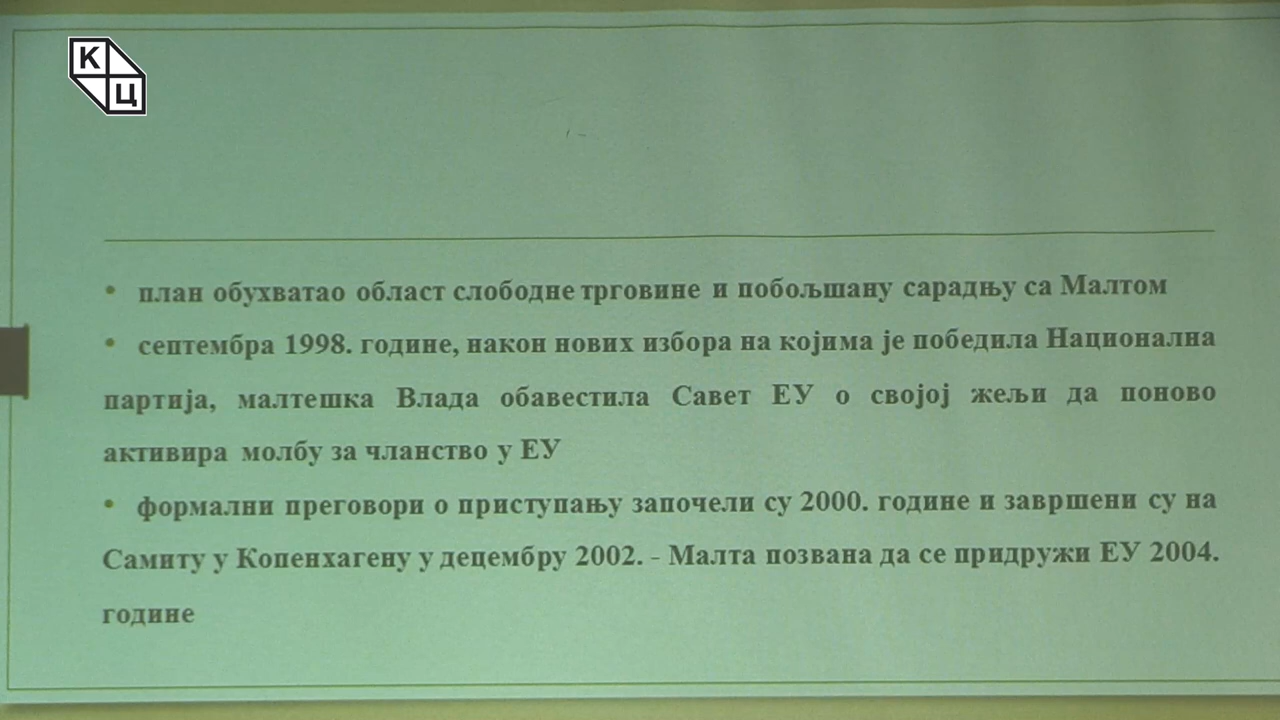 К
Ц
• план обухватао област слободне трговине и побољшану сарадњу са Малтом
• септембра 1998. године, након нових избора на којима је победила Национална
партија, малтешка Влада обавестила Савет ЕУ о својој жељи да поново
активира молбу за чланство у ЕУ
• формални преговори о приступању започели су 2000. године и завршени су на
Самиту у Копенхагену у децембру 2002. - Малта позвана да се придружи ЕУ 2004.
године